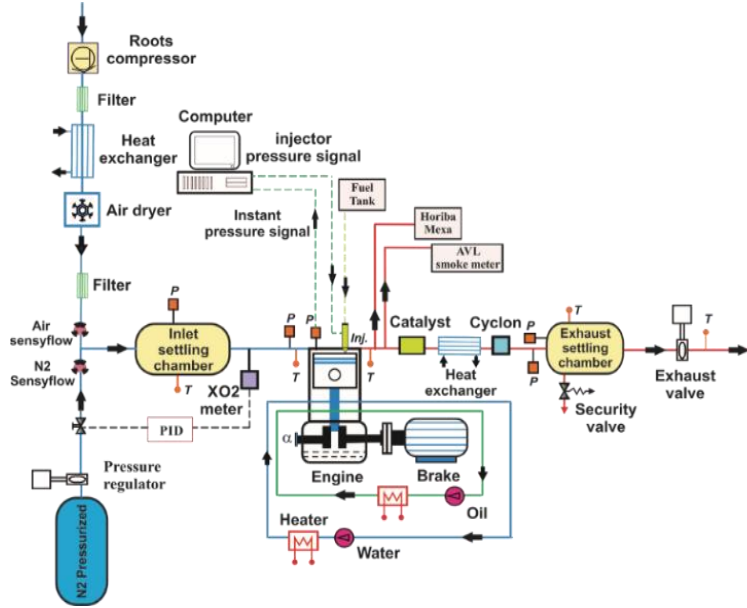 Roots
compressor
Filter
Computer
injector
pressure signal
Heat
exchanger
Fuel
Tank
Air dryer
Instant
pressure signal
Horiba
Mexa
AVL
smoke meter
Filter
P
P
P
T
T
Air
sensyflow
Inlet
settling
chamber
Inj.
Catalyst
Cyclon
Exhaust
settling
chamber
N2
Sensyflow
T
XO2
meter
T
T
Heat
exchanger
P
P
Exhaust
valve
Security
valve
PID
α
Engine
Brake
Pressure
regulator
Oil
Heater
Water
N2 Pressurized